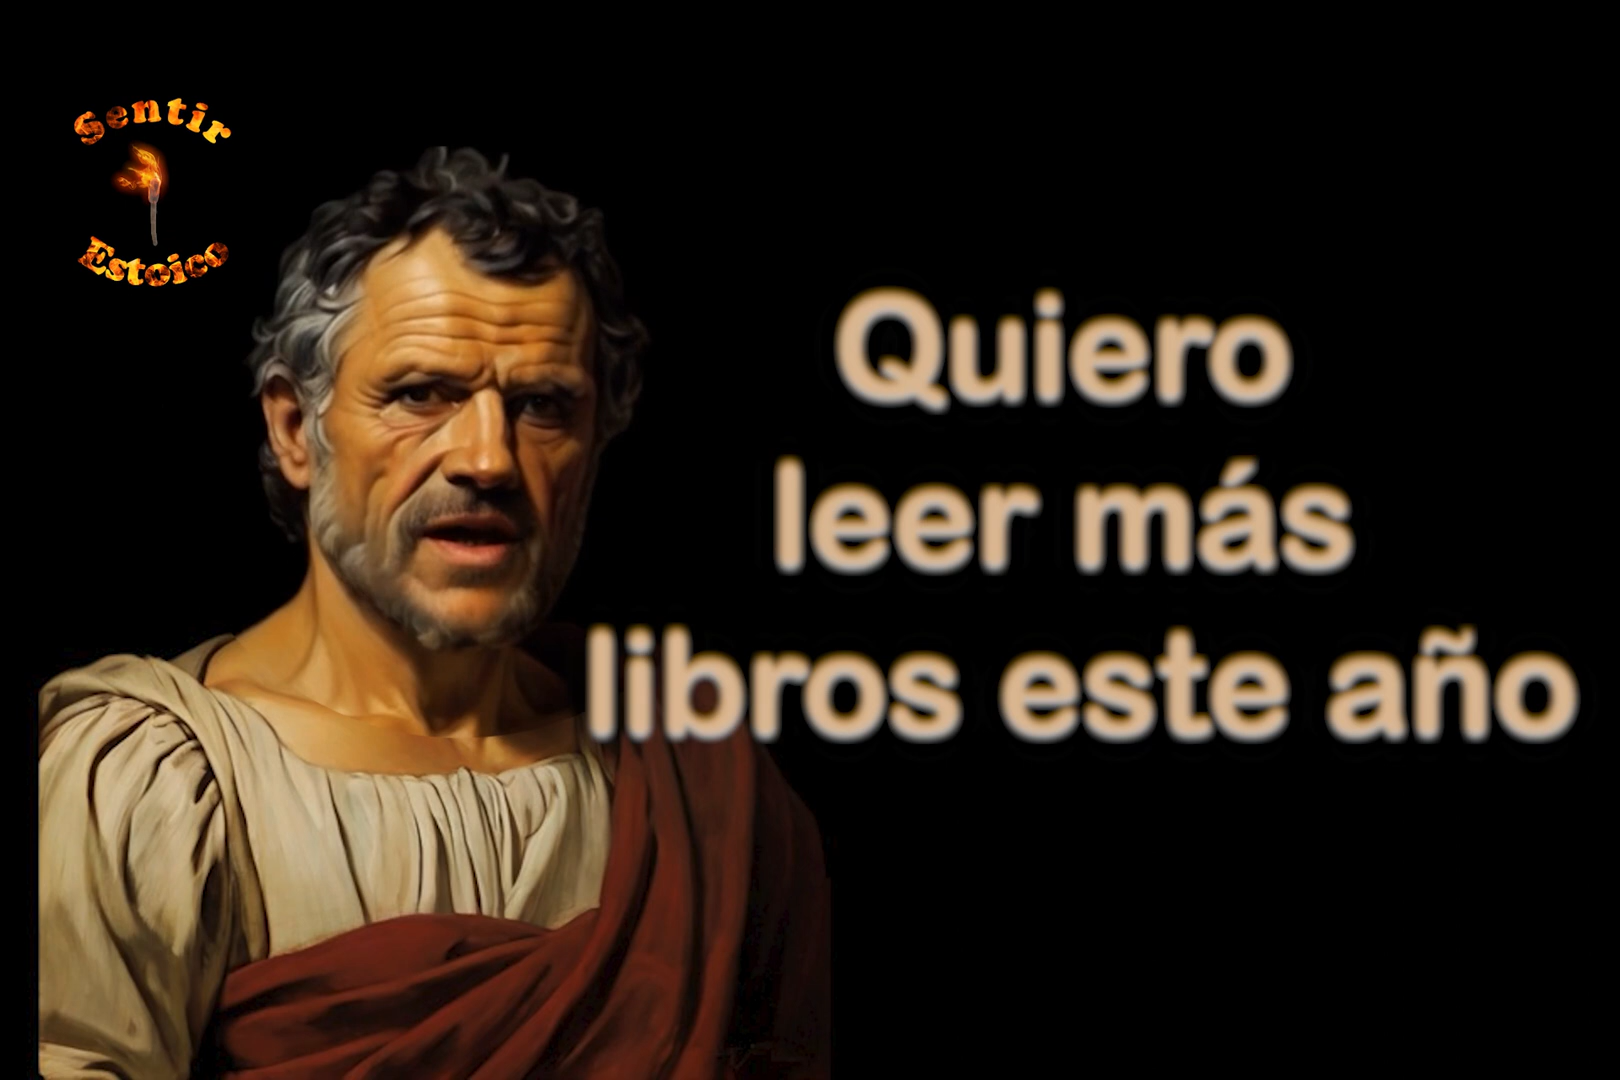 Sentir
Estoico
Quiero
leer más
libros este año